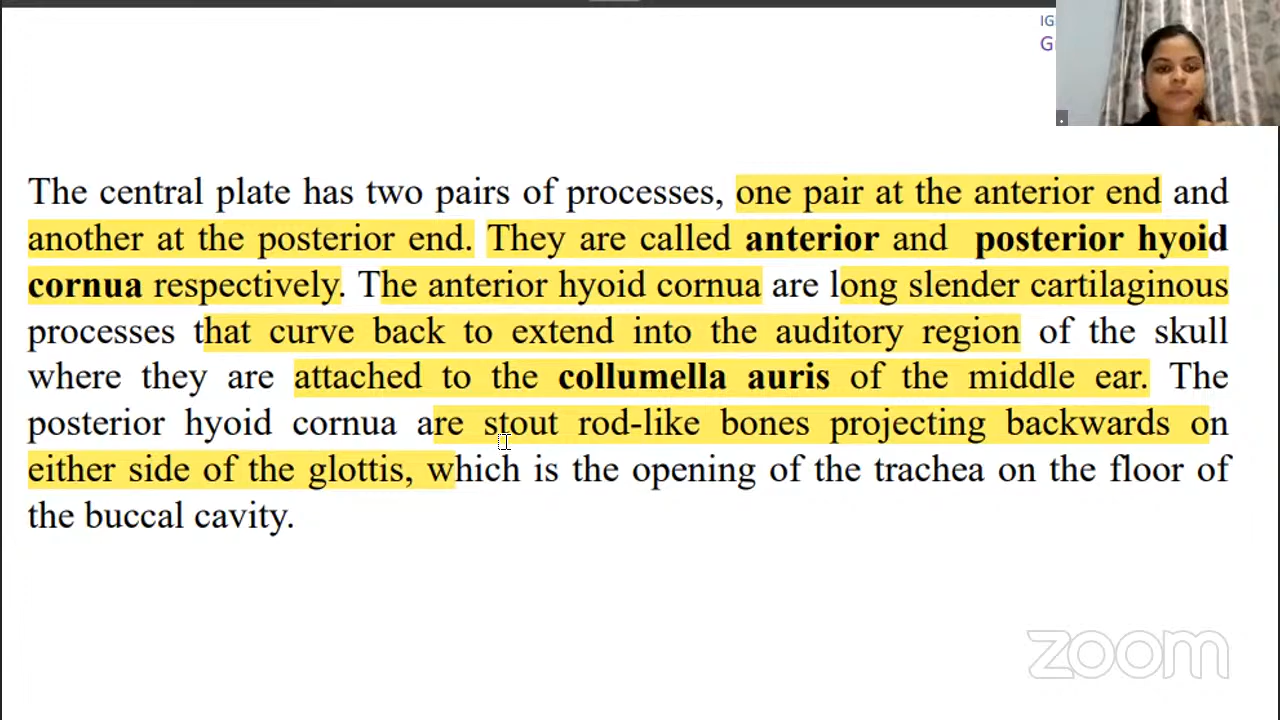 IG
G
The central plate has two pairs of processes, one pair at the anterior end and
another at the posterior end. They are called anterior and posterior hyoid
cornua respectively. The anterior hyoid cornua are long slender cartilaginous
processes that curve back to extend into the auditory region of the skull
where they are attached to the collumella auris of the middle ear. The
posterior hyoid cornua are stout rod-like bones projecting backwards on
either side of the glottis, which is the opening of the trachea on the floor of
the buccal cavity.
zoom